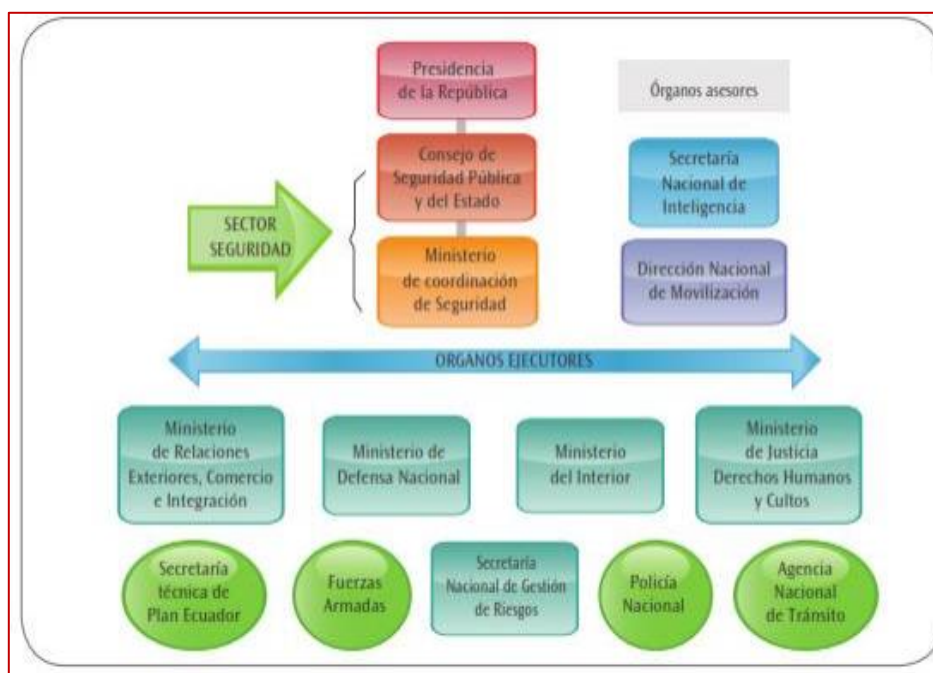 Presidencia
de la República
Órganos asesores
Consejo de
Seguridad Pública
y del Estado
Secretaría
Nacional de
Inteligencia
SECTOR
SEGURIDAD
Ministerio
de coordinación
de Seguridad
Dirección Nacional
de Movilización
ORGANOS EJECUTORES
Ministerio
de Relaciones
Exteriores, Comercio
e Integración
Ministerio de
Defensa Nacional
Ministerio
del Interior
Ministerio
de Justicia
Derechos Humanos
y Cultos
Secretaría
técnica de
Plan Ecuador
Fuerzas
Armadas
Secretaría
Nacional de Gestión
de Riesgos
Policía
Nacional
Agencia
Nacional
de Tránsito